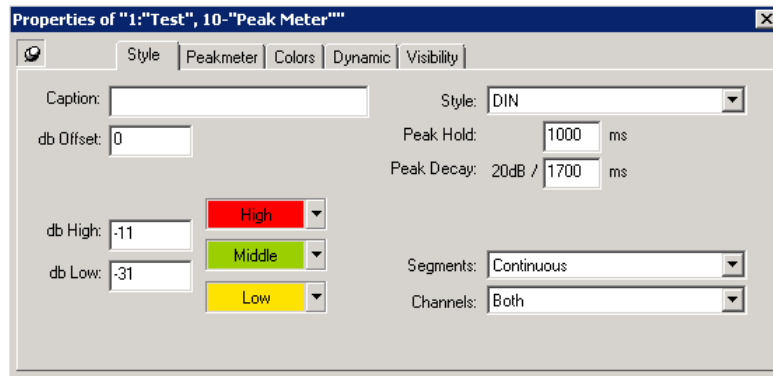 Properties of "1:"Test", 10-"Peak Meter""
Style Peakmeter Colors Dynamic Visibility
Caption:
Style: DIN
db Offset: 0
Peak Hold: 1000 ms
Peak Decay: 20dB / 1700 ms
High
db High: -11
Middle
db Low: -31
Segments: Continuous
Low
Channels: Both